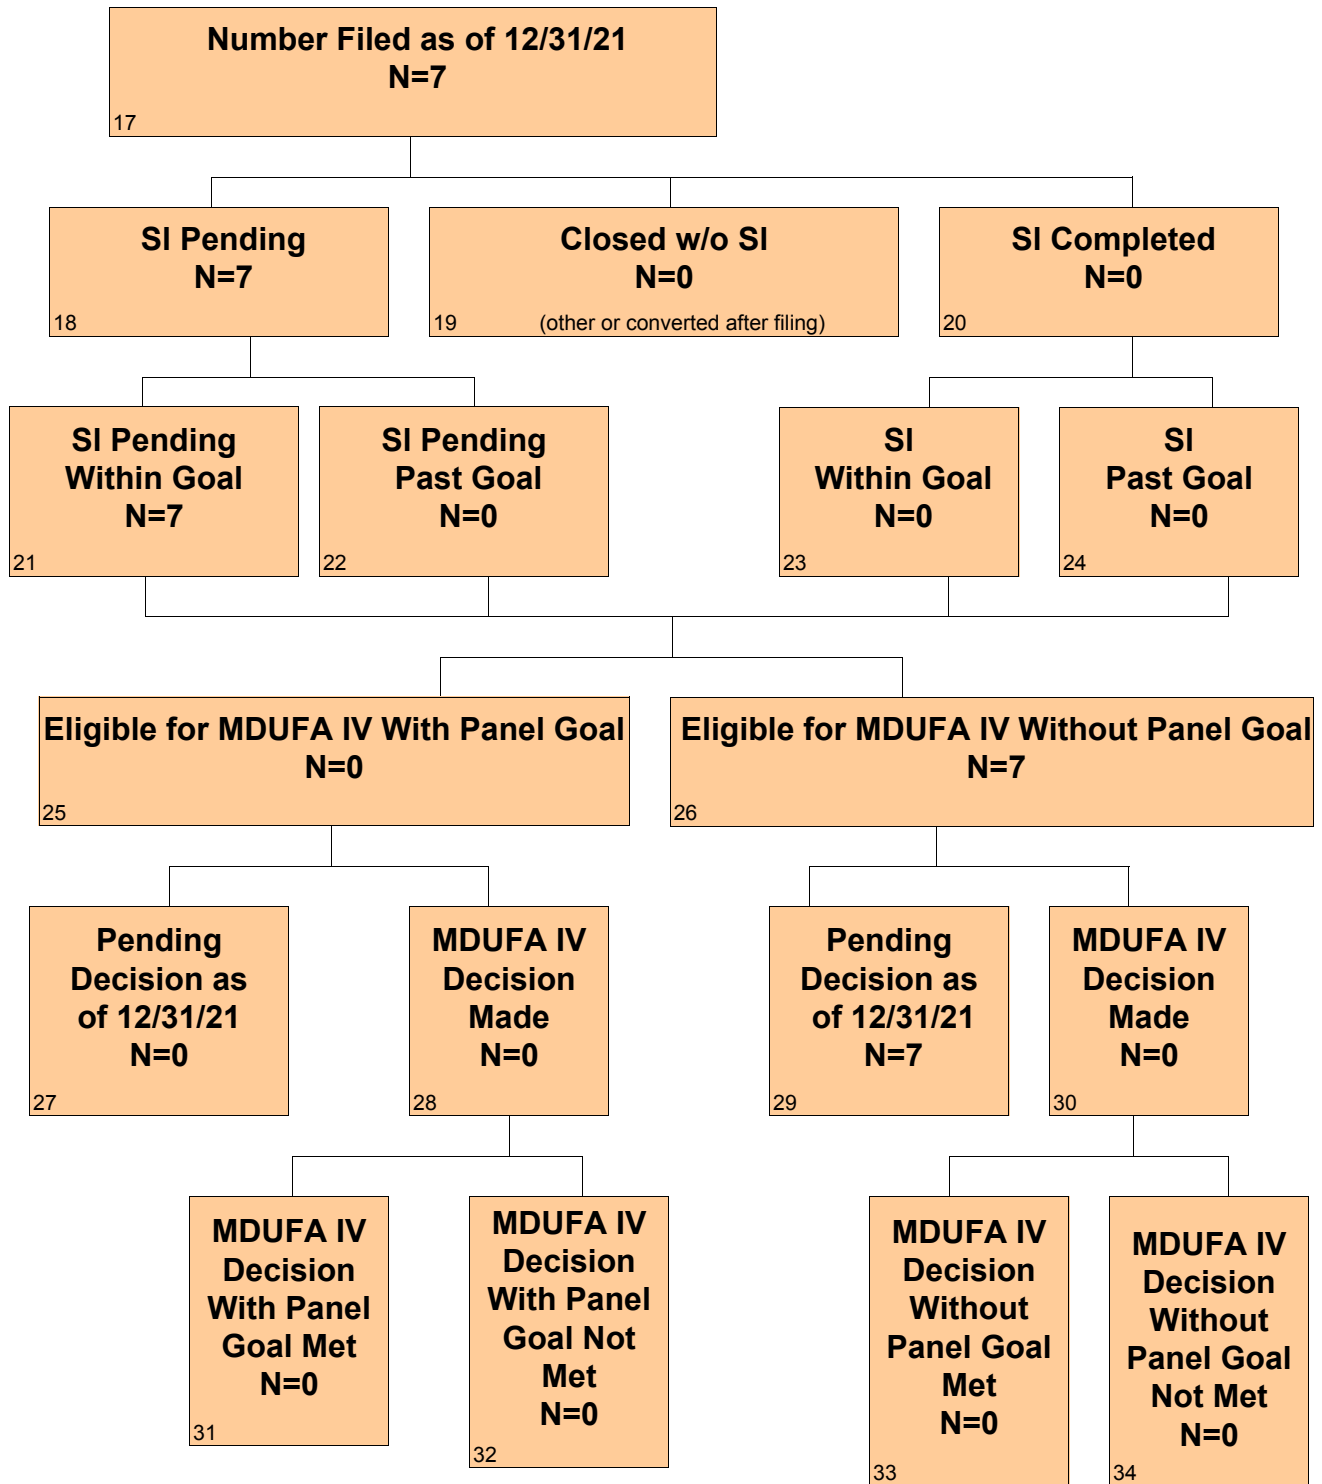 Number Filed as of 12/31/21
N=7
17
SI Pending
N=7
18
Closed w/o SI
N=0
19 (other or converted after filing)
SI Completed
N=0
20
SI Pending
Within Goal
N=7
21
SI Pending
Past Goal
N=0
22
SI
Within Goal
N=0
23
SI
Past Goal
N=0
24
Eligible for MDUFA IV With Panel Goal
N=0
25
Eligible for MDUFA IV Without Panel Goal
N=7
26
Pending
Decision as
of 12/31/21
N=0
27
MDUFA IV
Decision
Made
N=0
28
Pending
Decision as
of 12/31/21
N=7
29
MDUFA IV
Decision
Made
N=0
30
MDUFA IV
Decision
With Panel
Goal Met
N=0
31
MDUFA IV
Decision
With Panel
Goal Not
Met
N=0
32
MDUFA IV
Decision
Without
Panel Goal
Met
N=0
33
MDUFA IV
Decision
Without
Panel Goal
Not Met
N=0
34